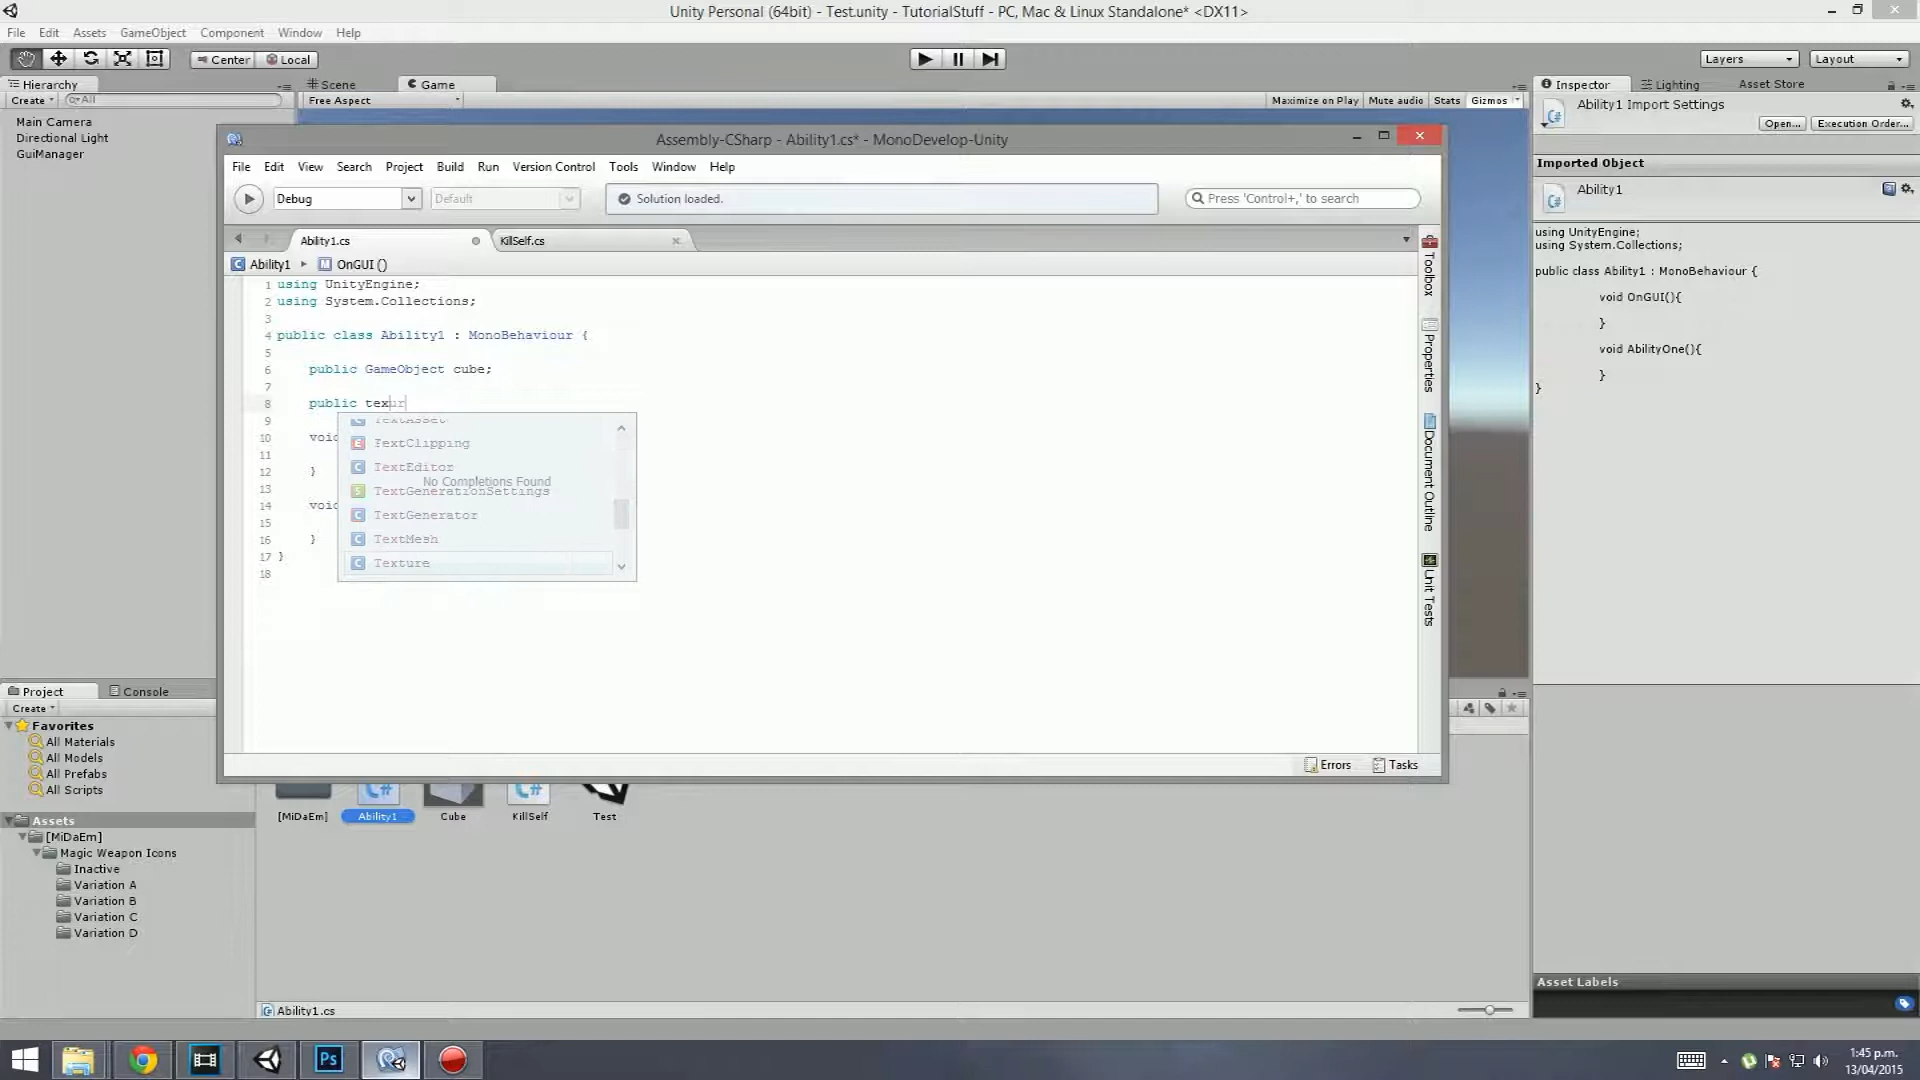 Unity Personal (64bit) - Test.unity - TutorialStuff - PC, Mac & Linux Standalone* <DX11>
File Edit Assets GameObject Component Window Help
Center Local
Layers Layout
Hierarchy
Scene Game
Inspector Lighting Asset Store
Create All
Free Aspect
Maximize on Play Mute audio Stats Gizmos
Main Camera
Directional Light
GuiManager
Ability1 Import Settings
Open... Execution Order...
Imported Object
Ability1
using UnityEngine;
using System.Collections;
public class Ability1 : MonoBehaviour {
void OnGUI(){
}
void AbilityOne(){
}
}
Assembly-CSharp - Ability1.cs* - MonoDevelop-Unity
File Edit View Search Project Build Run Version Control Tools Window Help
Debug Default Solution loaded. Press 'Control+,' to search
Ability1.cs KillSelf.cs
Ability1 OnGUI ()
1 using UnityEngine;
2 using System.Collections;
3
4 public class Ability1 : MonoBehaviour {
5
6 public GameObject cube;
7
8 public texur
9
10 void
11
12 }
13
14 void
15
16 }
17 }
18
TextAsset
TextClipping
TextEditor
No Completions Found
TextGenerationSettings
TextGenerator
TextMesh
Texture
Toolbox
Properties
Document Outline
Unit Tests
Errors Tasks
Project Console
Create
Favorites
All Materials
All Models
All Prefabs
All Scripts
Assets
[MiDaEm]
Magic Weapon Icons
Inactive
Variation A
Variation B
Variation C
Variation D
C# C#
[MiDaEm] Ability1 Cube KillSelf Test
Ability1.cs
Asset Labels
Ps
1:45 p.m.
13/04/2015